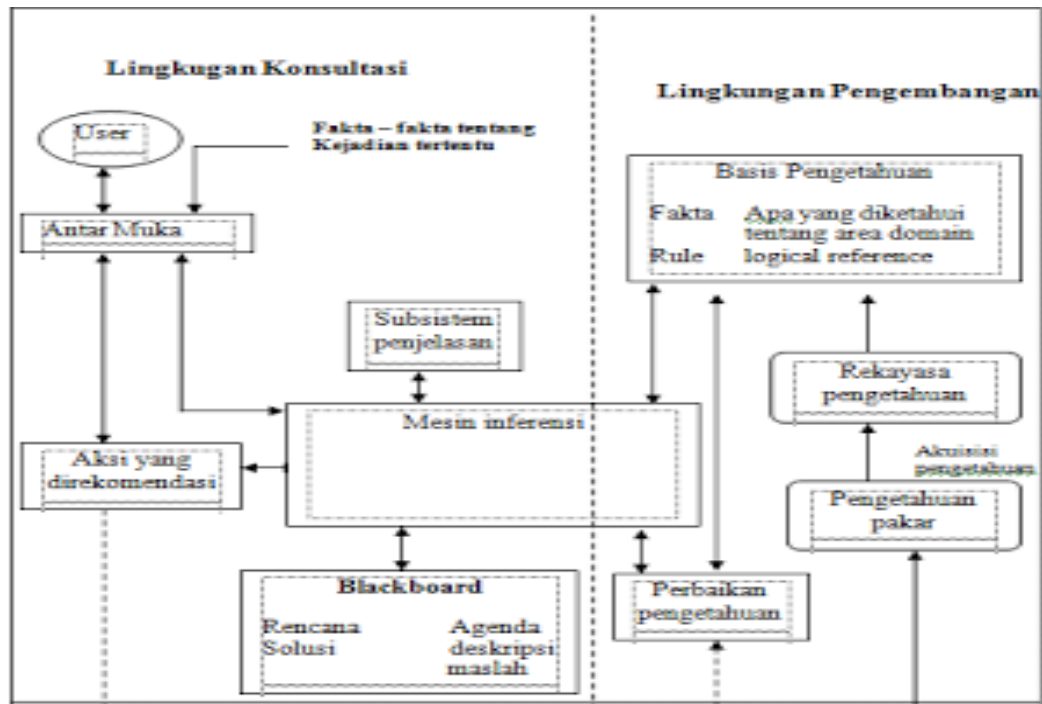 Lingkugan Konsultasi
Lingkungan Pengembangan
User
Fakta – fakta tentang
Kejadian tertentu
Antar Muka
Basis Pengetahuan
Fakta Apa yang diketahui
tentang area domain
Rule logical reference
Subsistem
penjelasan
Rekayasa
pengetahuan
Mesin inferensi
Aksi yang
direkomendasi
Akuisisi
pengetahuan
Pengetahuan
pakar
Blackboard
Rencana Agenda
Solusi deskripsi
maslah
Perbaikan
pengetahuan